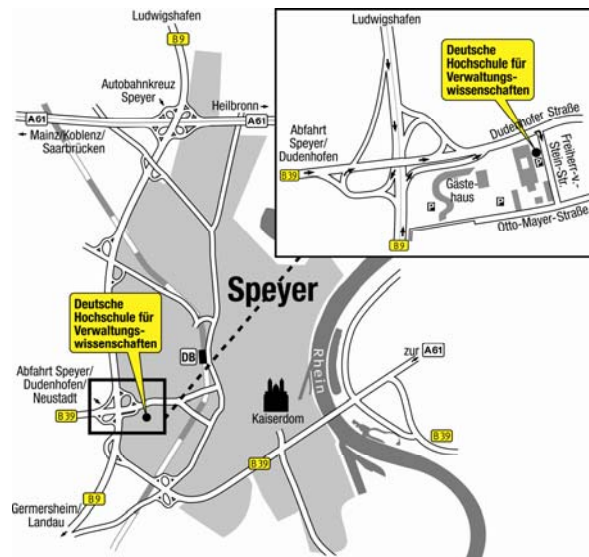 Ludwigshafen
B9
Autobahnkreuz
Speyer
Heilbronn
A61
A61
Mainz/Koblenz/
Saarbrücken
Speyer
Deutsche
Hochschule für
Verwaltungs-
wissenschaften
DB
Abfahrt Speyer/
Dudenhofen/
Neustadt
B39
Kaiserdom
Rhein
zur A61
B39
B39
B9
Germersheim/
Landau
Ludwigshafen
Deutsche
Hochschule für
Verwaltungs-
wissenschaften
Dudenhofer Straße
Abfahrt
Speyer/
Dudenhofen
B39
Freiherr-v.-
Stein-Str.
Gäste-
haus
P
P
Otto-Mayer-Straße
B9